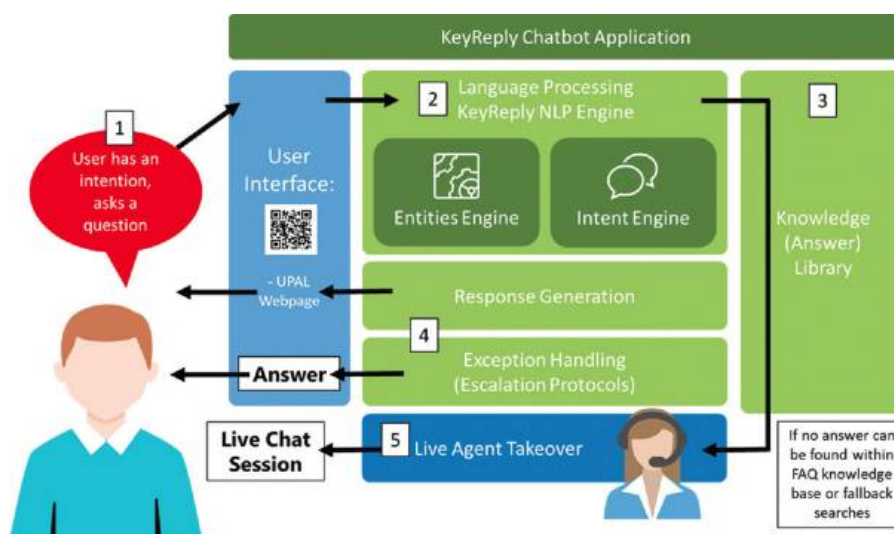 KeyReply Chatbot Application
1
User has an
intention,
asks a
question
User
Interface:
- UPAL
Webpage
2
Language Processing
KeyReply NLP Engine
Entities Engine
Intent Engine
3
Knowledge
(Answer)
Library
Response Generation
4
Exception Handling
(Escalation Protocols)
Answer
Live Chat
Session
5
Live Agent Takeover
If no answer can
be found within
FAQ knowledge
base or fallback
searches